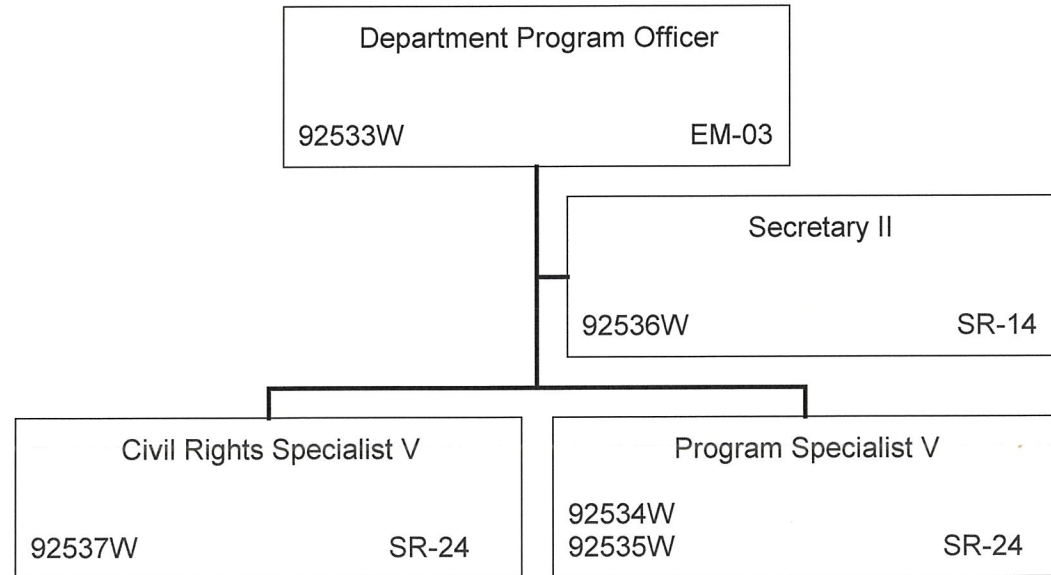 Department Program Officer
92533W EM-03
Secretary II
92536W SR-14
Civil Rights Specialist V
92537W SR-24
Program Specialist V
92534W
92535W SR-24